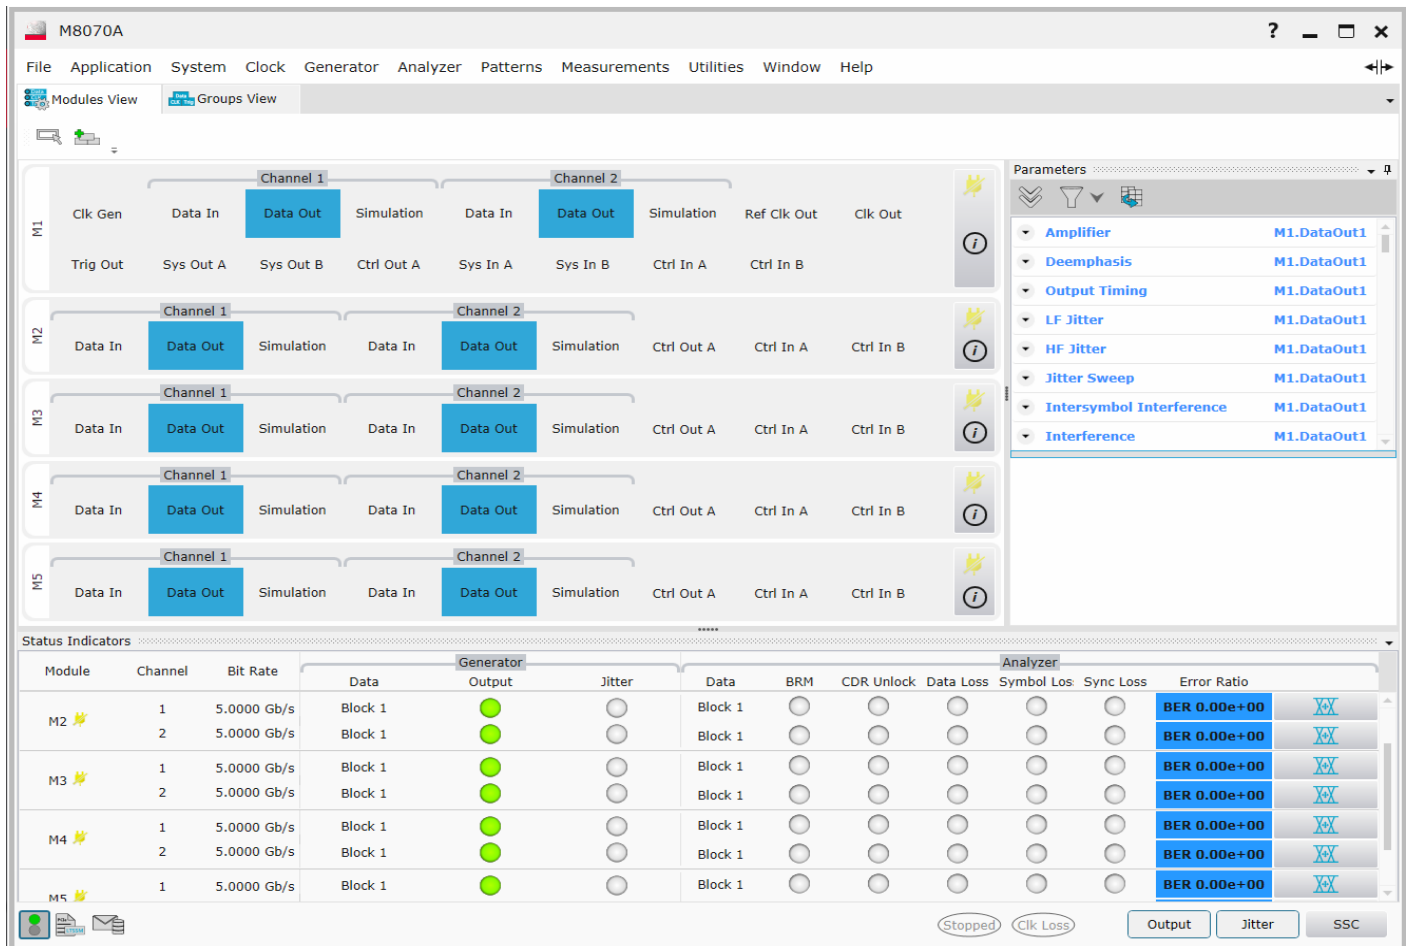 M8070A
?
File Application System Clock Generator Analyzer Patterns Measurements Utilities Window Help
Modules View Groups View
M1
Channel 1 Channel 2
Clk Gen Data In Data Out Simulation Data In Data Out Simulation Ref Clk Out Clk Out
Trig Out Sys Out A Sys Out B Ctrl Out A Sys In A Sys In B Ctrl In A Ctrl In B
M2
Channel 1 Channel 2
Data In Data Out Simulation Data In Data Out Simulation Ctrl Out A Ctrl In A Ctrl In B
M3
Channel 1 Channel 2
Data In Data Out Simulation Data In Data Out Simulation Ctrl Out A Ctrl In A Ctrl In B
M4
Channel 1 Channel 2
Data In Data Out Simulation Data In Data Out Simulation Ctrl Out A Ctrl In A Ctrl In B
M5
Channel 1 Channel 2
Data In Data Out Simulation Data In Data Out Simulation Ctrl Out A Ctrl In A Ctrl In B
Parameters
Amplifier M1.DataOut1
Deemphasis M1.DataOut1
Output Timing M1.DataOut1
LF Jitter M1.DataOut1
HF Jitter M1.DataOut1
Jitter Sweep M1.DataOut1
Intersymbol Interference M1.DataOut1
Interference M1.DataOut1
Status Indicators
Generator Analyzer
Module Channel Bit Rate Data Output Jitter Data BRM CDR Unlock Data Loss Symbol Los Sync Loss Error Ratio
M2
1 5.0000 Gb/s Block 1 Block 1 BER 0.00e+00
2 5.0000 Gb/s Block 1 Block 1 BER 0.00e+00
M3
1 5.0000 Gb/s Block 1 Block 1 BER 0.00e+00
2 5.0000 Gb/s Block 1 Block 1 BER 0.00e+00
M4
1 5.0000 Gb/s Block 1 Block 1 BER 0.00e+00
2 5.0000 Gb/s Block 1 Block 1 BER 0.00e+00
M5
1 5.0000 Gb/s Block 1 Block 1 BER 0.00e+00
Stopped Clk Loss Output Jitter SSC